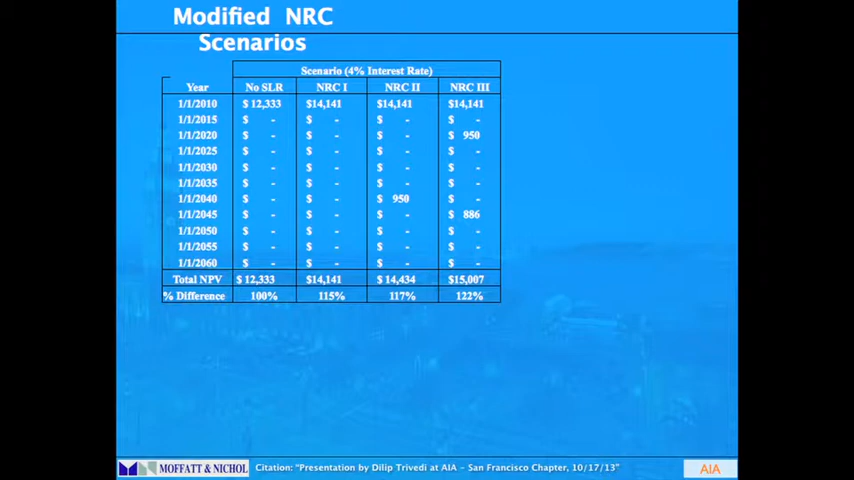 Modified NRC
Scenarios
Scenario (4% Interest Rate)
Year No SLR NRC I NRC II NRC III
1/1/2010 $ 12,333 $14,141 $14,141 $14,141
1/1/2015 $ - $ - $ - $ -
1/1/2020 $ - $ - $ - $ 950
1/1/2025 $ - $ - $ - $ -
1/1/2030 $ - $ - $ - $ -
1/1/2035 $ - $ - $ - $ -
1/1/2040 $ - $ - $ 950 $ -
1/1/2045 $ - $ - $ - $ 886
1/1/2050 $ - $ - $ - $ -
1/1/2055 $ - $ - $ - $ -
1/1/2060 $ - $ - $ - $ -
Total NPV $ 12,333 $14,141 $ 14,434 $15,007
% Difference 100% 115% 117% 122%
MOFFATT & NICHOL Citation: "Presentation by Dilip Trivedi at AIA - San Francisco Chapter, 10/17/13" AIA